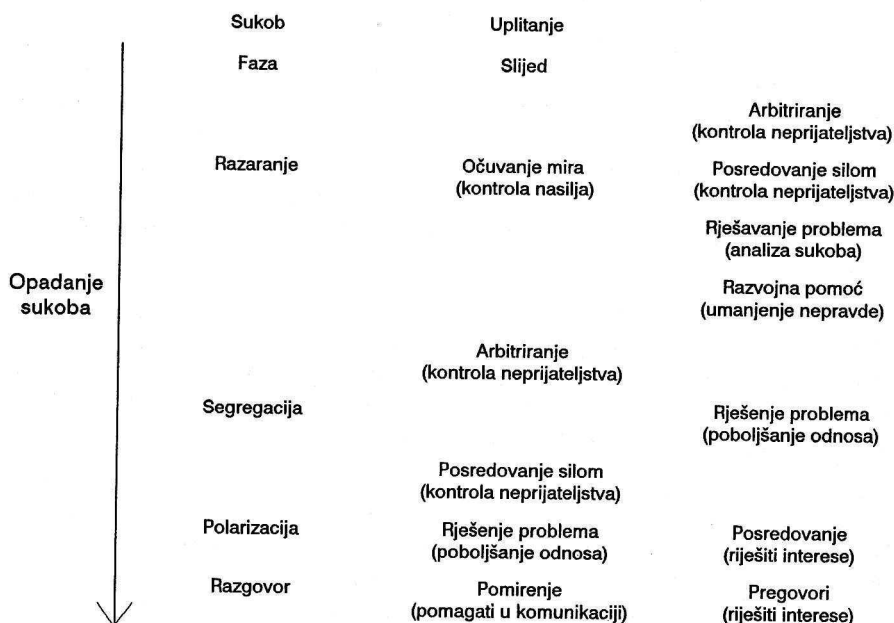 Sukob Uplitanje
Faza Slijed
Arbitriranje
(kontrola neprijateljstva)
Razaranje Očuvanje mira Posredovanje silom
(kontrola nasilja) (kontrola neprijateljstva)
Rješavanje problema
(analiza sukoba)
Opadanje
sukoba
Razvojna pomoć
(umanjenje nepravde)
Arbitriranje
(kontrola neprijateljstva)
Segregacija Rješenje problema
(poboljšanje odnosa)
Posredovanje silom
(kontrola neprijateljstva)
Polarizacija Rješenje problema Posredovanje
(poboljšanje odnosa) (riješiti interese)
Razgovor Pomirenje Pregovori
(pomagati u komunikaciji) (riješiti interese)